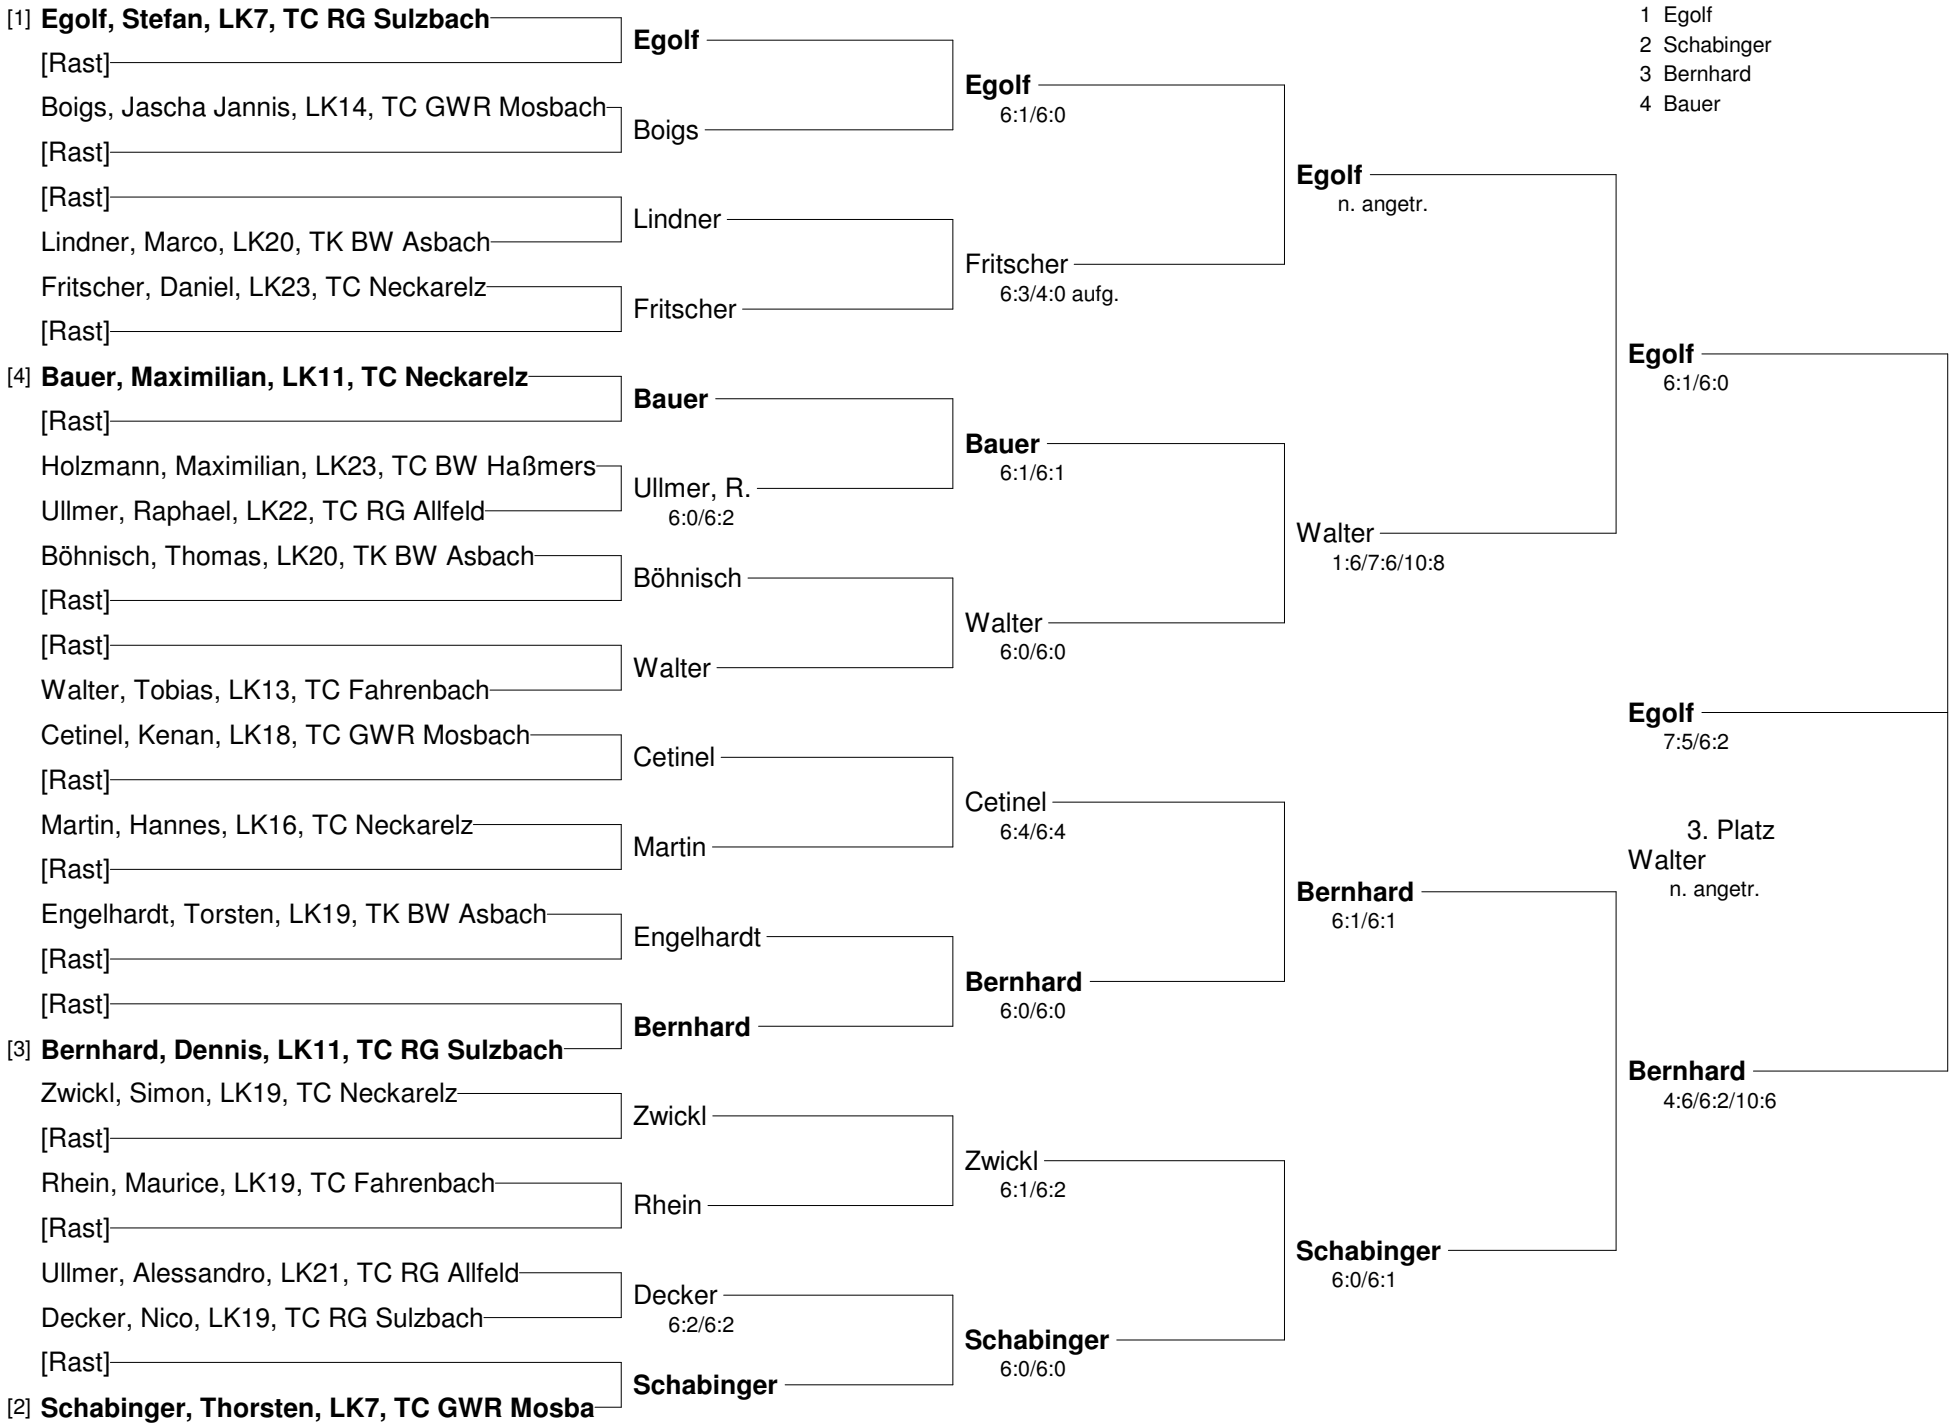 [1] Egolf, Stefan, LK7, TC RG Sulzbach
[Rast]
Boigs, Jascha Jannis, LK14, TC GWR Mosbach
[Rast]
[Rast]
Lindner, Marco, LK20, TK BW Asbach
Fritscher, Daniel, LK23, TC Neckarelz
[Rast]
[4] Bauer, Maximilian, LK11, TC Neckarelz
[Rast]
Holzmann, Maximilian, LK23, TC BW Haßmers
Ullmer, Raphael, LK22, TC RG Allfeld
Böhnisch, Thomas, LK20, TK BW Asbach
[Rast]
[Rast]
Walter, Tobias, LK13, TC Fahrenbach
Cetinel, Kenan, LK18, TC GWR Mosbach
[Rast]
Martin, Hannes, LK16, TC Neckarelz
[Rast]
Engelhardt, Torsten, LK19, TK BW Asbach
[Rast]
[Rast]
[3] Bernhard, Dennis, LK11, TC RG Sulzbach
Zwickl, Simon, LK19, TC Neckarelz
[Rast]
Rhein, Maurice, LK19, TC Fahrenbach
[Rast]
Ullmer, Alessandro, LK21, TC RG Allfeld
Decker, Nico, LK19, TC RG Sulzbach
[Rast]
[2] Schabinger, Thorsten, LK7, TC GWR Mosba
Egolf
Boigs
Lindner
Fritscher
Bauer
Ullmer, R.
6:0/6:2
Böhnisch
Walter
Cetinel
Martin
Engelhardt
Bernhard
Zwickl
Rhein
Decker
6:2/6:2
Schabinger
Egolf
6:1/6:0
Fritscher
6:3/4:0 aufg.
Bauer
6:1/6:1
Walter
6:0/6:0
Cetinel
6:4/6:4
Bernhard
6:0/6:0
Zwickl
6:1/6:2
Schabinger
6:0/6:0
Egolf
n. angetr.
Walter
1:6/7:6/10:8
Bernhard
6:1/6:1
Schabinger
6:0/6:1
1 Egolf
2 Schabinger
3 Bernhard
4 Bauer
Egolf
6:1/6:0
Egolf
7:5/6:2
3. Platz
Walter
n. angetr.
Bernhard
4:6/6:2/10:6